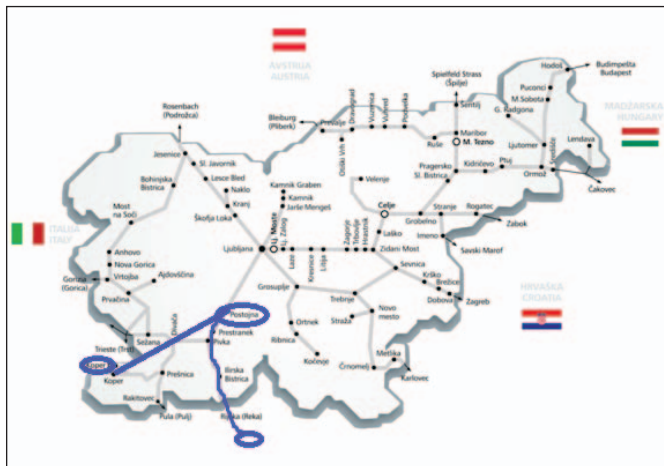 AVSTRIJA
AUSTRIA
Hodoš
Budimpešta
Budapest
Spielfeld Strass
(Špilje)
Puconci
M.Sobota
G. Radgona
Šentilj
Rosenbach
(Podrožca)
Bleiburg
(Pliberk)
Prevalje
Dravograd
Vuzenica
Vuhred
Podvelka
Otiški Vrh
Ruše
Maribor
M. Tezno
MADŽARSKA
HUNGARY
Ljutomer
Lendava
Središče
Jesenice
Sl. Javornik
Lesce Bled
Bohinjska
Bistrica
Naklo
Kranj
Škofja Loka
Kamnik Graben
Kamnik
Jarše Mengeš
Velenje
Pragersko
Sl. Bistrica
Kidričevo
Ptuj
Ormož
Čakovec
Most
na Soči
Lj. Moste
Lj. Zalog
Celje
Laško
Stranje
Rogatec
Grobelno
Zabok
Imeno
Savski Marof
ITALIJA
ITALY
Ljubljana
Laze
Kresnice
Litija
Zagorje
Trbovlje
Hrastnik
Zidani Most
Anhovo
Nova Gorica
Vrtojba
Gorizia
(Gorica)
Ajdovščina
Prvačina
Grosuplje
Sevnica
Krško
Brežice
Dobova
Zagreb
Trebnje
HRVAŠKA
CROATIA
Postojna
Prestranek
Pivka
Divača
Sežana
Trieste (Trst)
Ortnek
Ribnica
Kočevje
Straža
Novo
mesto
Metlika
Črnomelj
Karlovec
Koper
Koper
Prešnica
Ilirska
Bistrica
Rakitovec
Pula (Pulj)
Rijeka (Reka)